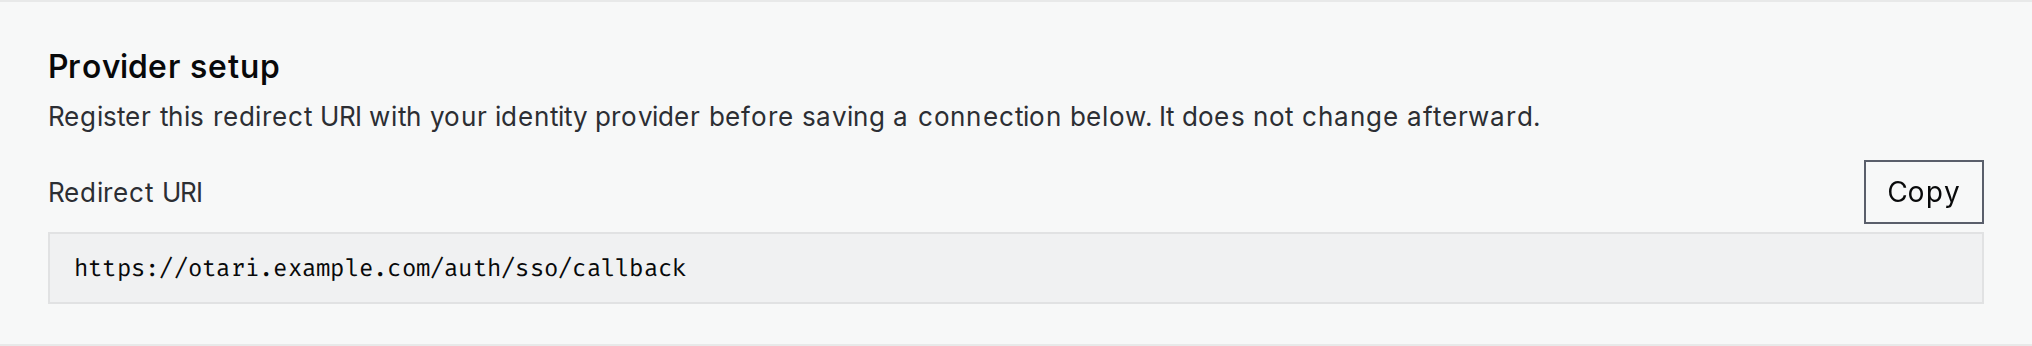 Provider setup
Register this redirect URI with your identity provider before saving a connection below. It does not change afterward.
Redirect URI
Copy
https://otari.example.com/auth/sso/callback